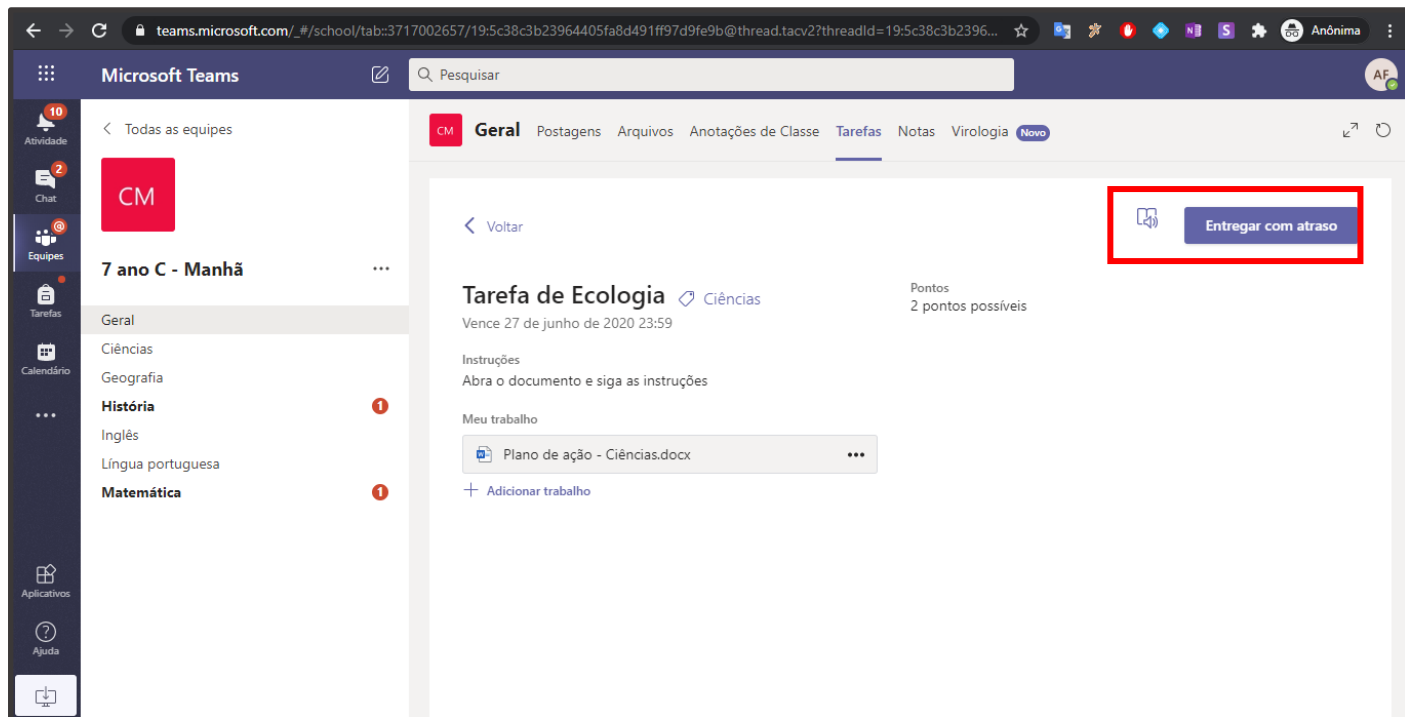 teams.microsoft.com/_#/school/tab::3717002657/19:5c38c3b23964405fa8d491ff97d9fe9b@thread.tacv2?threadId=19:5c38c3b2396...
Anônima
Microsoft Teams
Pesquisar
AF
10
Atividade
2
Chat
@
Equipes
Tarefas
Calendário
Aplicativos
Ajuda
Todas as equipes
CM
7 ano C - Manhã
Geral
Ciências
Geografia
História 1
Inglês
Língua portuguesa
Matemática 1
CM Geral Postagens Arquivos Anotações de Classe Tarefas Notas Virologia Novo
Voltar
Entregar com atraso
Tarefa de Ecologia Ciências
Vence 27 de junho de 2020 23:59
Pontos
2 pontos possíveis
Instruções
Abra o documento e siga as instruções
Meu trabalho
Plano de ação - Ciências.docx
Adicionar trabalho